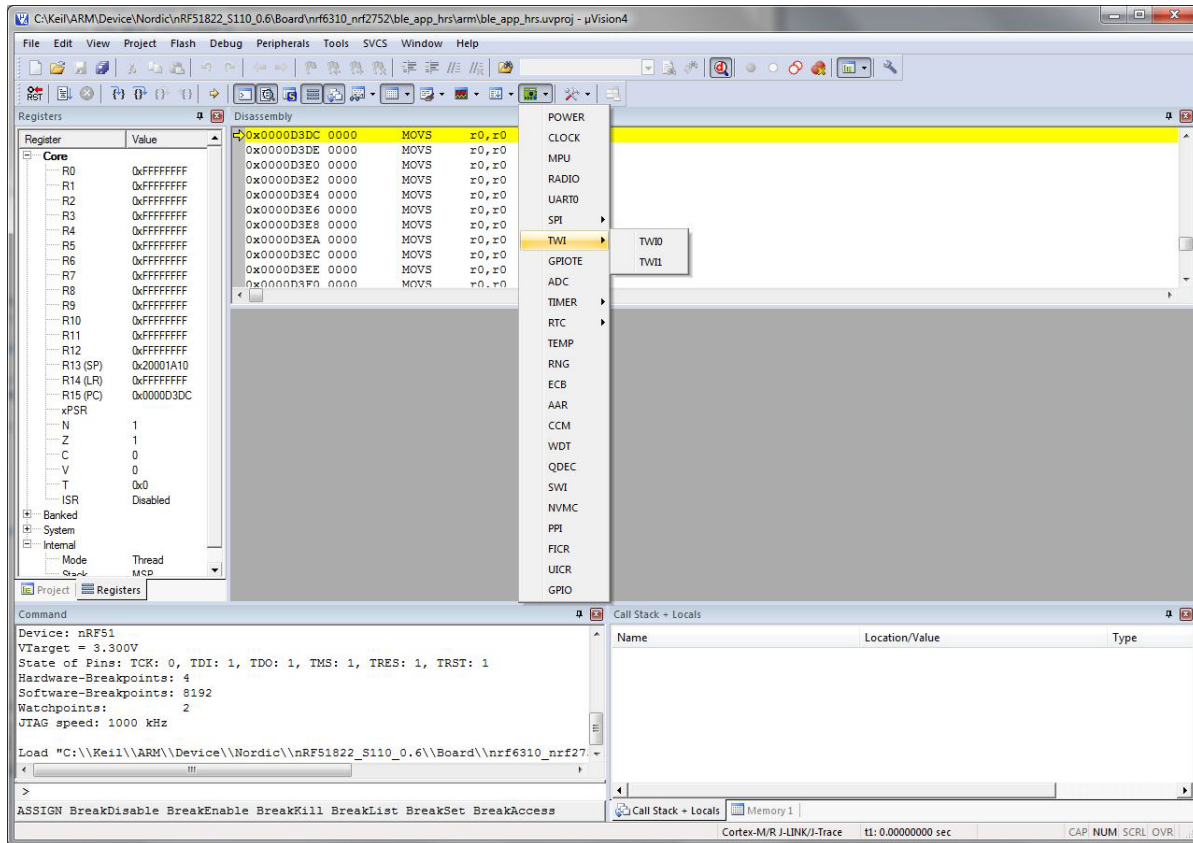 C:\Keil\ARM\Device\Nordic\nRF51822_S110_0.6\Board\nrf6310_nrf2752\ble_app_hrs\arm\ble_app_hrs.uvproj - µVision4
File Edit View Project Flash Debug Peripherals Tools SVCS Window Help
RST
Registers
Register Value
Core
R0 0xFFFFFFFF
R1 0xFFFFFFFF
R2 0xFFFFFFFF
R3 0xFFFFFFFF
R4 0xFFFFFFFF
R5 0xFFFFFFFF
R6 0xFFFFFFFF
R7 0xFFFFFFFF
R8 0xFFFFFFFF
R9 0xFFFFFFFF
R10 0xFFFFFFFF
R11 0xFFFFFFFF
R12 0xFFFFFFFF
R13 (SP) 0x20001A10
R14 (LR) 0xFFFFFFFF
R15 (PC) 0x0000D3DC
xPSR
N 1
Z 1
C 0
V 0
T 0x0
ISR Disabled
Banked
System
Internal
Mode Thread
Stack MSP
Project Registers
Disassembly
0x0000D3DC 0000 MOVS r0,r0
0x0000D3DE 0000 MOVS r0,r0
0x0000D3E0 0000 MOVS r0,r0
0x0000D3E2 0000 MOVS r0,r0
0x0000D3E4 0000 MOVS r0,r0
0x0000D3E6 0000 MOVS r0,r0
0x0000D3E8 0000 MOVS r0,r0
0x0000D3EA 0000 MOVS r0,r0
0x0000D3EC 0000 MOVS r0,r0
0x0000D3EE 0000 MOVS r0,r0
0x0000D3F0 0000 MOVS r0,r0
POWER
CLOCK
MPU
RADIO
UART0
SPI
TWI
TWI0
TWI1
GPIOTE
ADC
TIMER
RTC
TEMP
RNG
ECB
AAR
CCM
WDT
QDEC
SWI
NVMC
PPI
FICR
UICR
GPIO
Command
Device: nRF51
VTarget = 3.300V
State of Pins: TCK: 0, TDI: 1, TDO: 1, TMS: 1, TRES: 1, TRST: 1
Hardware-Breakpoints: 4
Software-Breakpoints: 8192
Watchpoints: 2
JTAG speed: 1000 kHz
Load "C:\\Keil\\ARM\\Device\\Nordic\\nRF51822_S110_0.6\\Board\\nrf6310_nrf27
>
ASSIGN BreakDisable BreakEnable BreakKill BreakList BreakSet BreakAccess
Call Stack + Locals
Name Location/Value Type
Call Stack + Locals Memory 1
Cortex-M/R J-LINK/J-Trace t1: 0.00000000 sec CAP NUM SCRL OVR